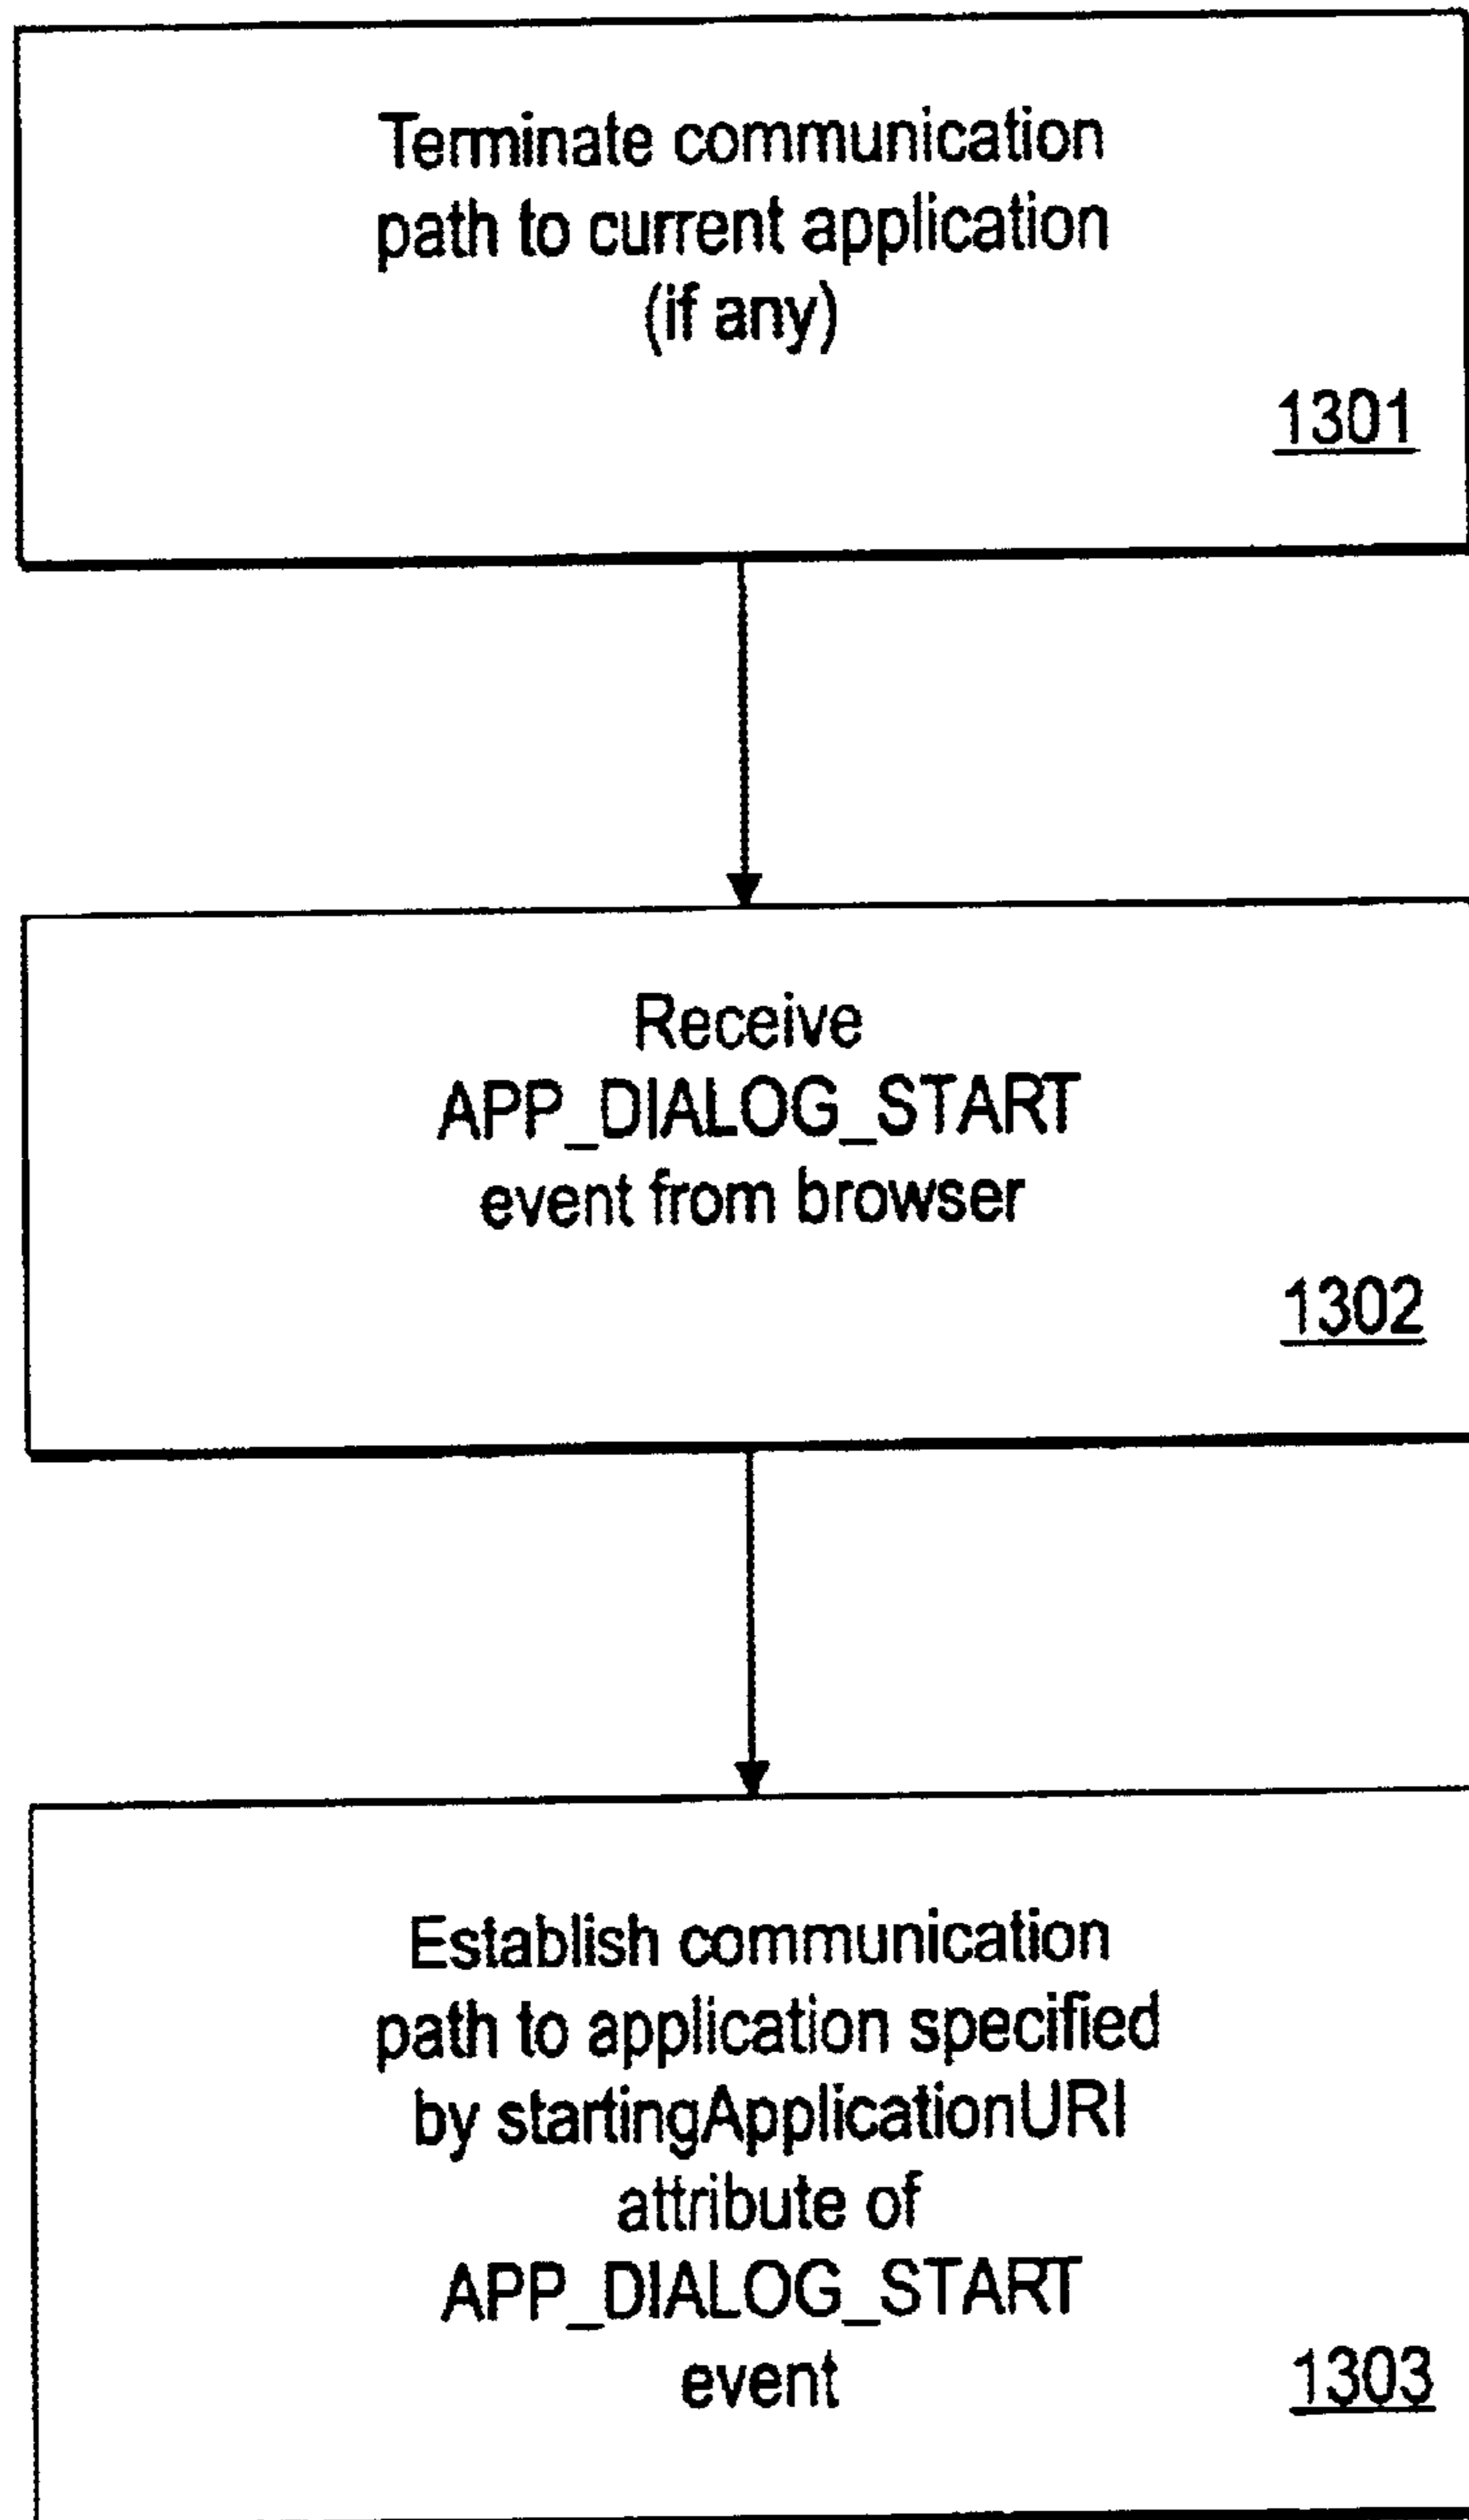 Terminate communication
path to current application
(if any)
1301
Receive
APP_DIALOG_START
event from browser
1302
Establish communication
path to application specified
by startingApplicationURI
attribute of
APP_DIALOG_START
event
1303